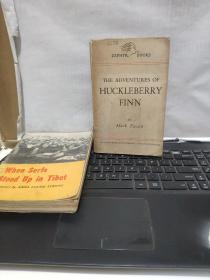 ZEPHYR BOOKS
THE ADVENTURES OF
HUCKLEBERRY
FINN
BY
Mark Twain
When Serfs
Stood Up in Tibet